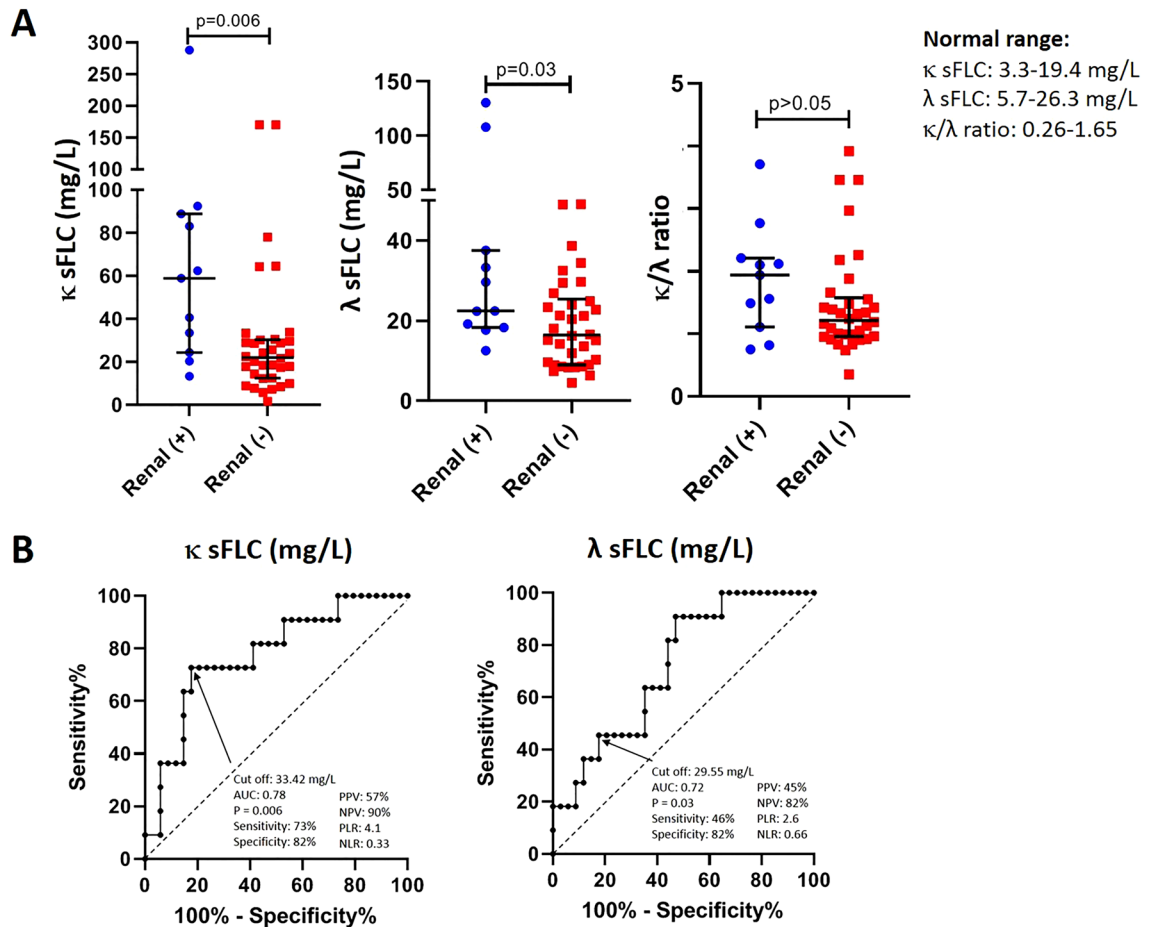 A
p=0.006
300
250
200
150
100
100
80
60
40
20
0
κ sFLC (mg/L)
Renal (+)
Renal (-)
p=0.03
150
100
50
40
20
0
λ sFLC (mg/L)
Renal (+)
Renal (-)
p>0.05
5
0
κ/λ ratio
Renal (+)
Renal (-)
Normal range:
κ sFLC: 3.3-19.4 mg/L
λ sFLC: 5.7-26.3 mg/L
κ/λ ratio: 0.26-1.65
B
κ sFLC (mg/L)
100
80
60
40
20
0
Sensitivity%
Cut off: 33.42 mg/L
AUC: 0.78
P = 0.006
Sensitivity: 73%
Specificity: 82%
PPV: 57%
NPV: 90%
PLR: 4.1
NLR: 0.33
0 20 40 60 80 100
100% - Specificity%
λ sFLC (mg/L)
100
80
60
40
20
0
Sensitivity%
Cut off: 29.55 mg/L
AUC: 0.72
P = 0.03
Sensitivity: 46%
Specificity: 82%
PPV: 45%
NPV: 82%
PLR: 2.6
NLR: 0.66
0 20 40 60 80 100
100% - Specificity%